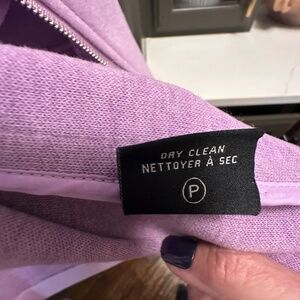 DRY CLEAN
NETTOYER À SEC
P